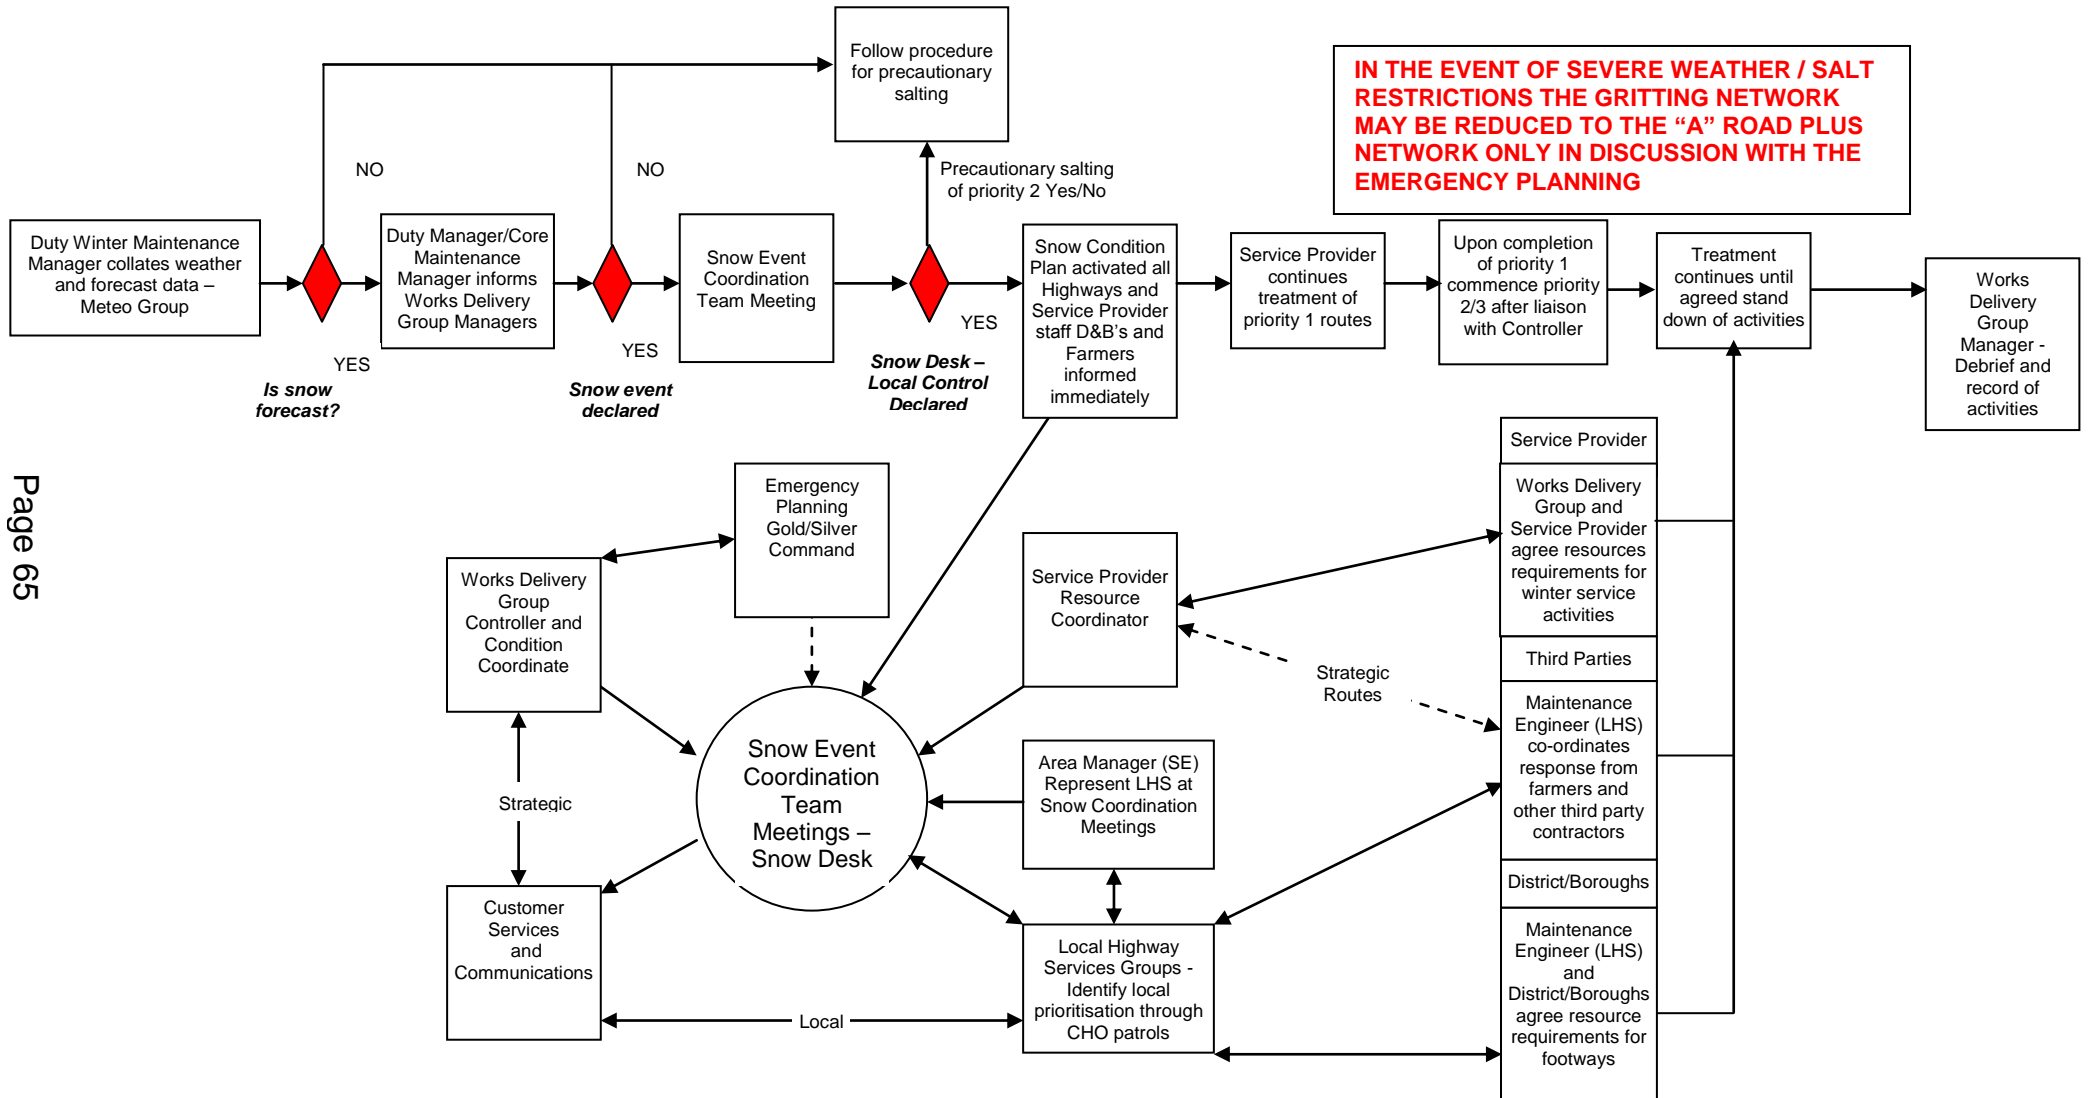 Follow procedure
for precautionary
salting
IN THE EVENT OF SEVERE WEATHER / SALT
RESTRICTIONS THE GRITTING NETWORK
MAY BE REDUCED TO THE “A” ROAD PLUS
NETWORK ONLY IN DISCUSSION WITH THE
EMERGENCY PLANNING
NO
NO
Precautionary salting
of priority 2 Yes/No
Duty Winter Maintenance
Manager collates weather
and forecast data –
Meteo Group
YES
Is snow
forecast?
Duty Manager/Core
Maintenance
Manager informs
Works Delivery
Group Managers
YES
Snow event
declared
Snow Event
Coordination
Team Meeting
YES
Snow Desk –
Local Control
Declared
Snow Condition
Plan activated all
Highways and
Service Provider
staff D&B's and
Farmers
informed
immediately
Service Provider
continues
treatment of
priority 1 routes
Upon completion
of priority 1
commence priority
2/3 after liaison
with Controller
Treatment
continues until
agreed stand
down of activities
Works
Delivery
Group
Manager -
Debrief and
record of
activities
Page 65
Emergency
Planning
Gold/Silver
Command
Works Delivery
Group
Controller and
Condition
Coordinate
Strategic
Customer
Services
and
Communications
Snow Event
Coordination
Team
Meetings –
Snow Desk
Service Provider
Resource
Coordinator
Area Manager (SE)
Represent LHS at
Snow Coordination
Meetings
Local Highway
Services Groups -
Identify local
prioritisation through
CHO patrols
Local
Strategic
Routes
Service Provider
Works Delivery
Group and
Service Provider
agree resources
requirements for
winter service
activities
Third Parties
Maintenance
Engineer (LHS)
co-ordinates
response from
farmers and
other third party
contractors
District/Boroughs
Maintenance
Engineer (LHS)
and
District/Boroughs
agree resource
requirements for
footways